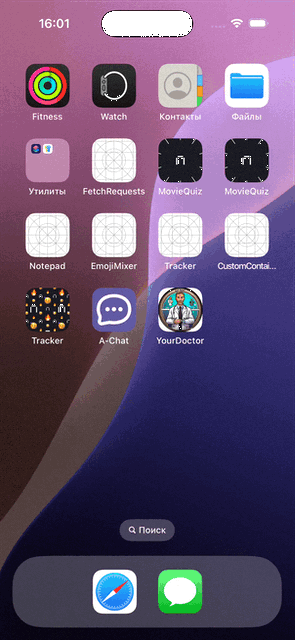 16:01
Fitness
Watch
Контакты
Файлы
Утилиты
FetchRequests
MovieQuiz
MovieQuiz
Notepad
EmojiMixer
Tracker
CustomContai...
Tracker
A-Chat
YourDoctor
Поиск